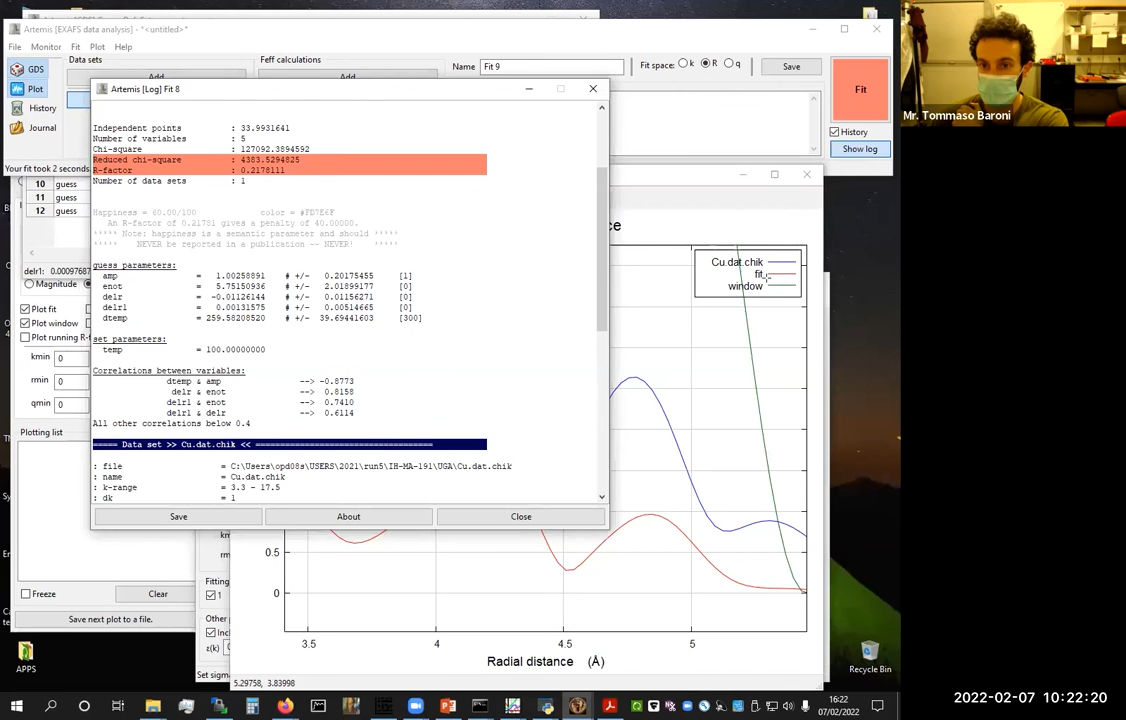 Artemis [EXAFS data analysis] - *<untitled>*
File Monitor Fit Plot Help
GDS
Plot
History
Journal
Data sets
Add
Feff calculations
Add
Name Fit 9
Fit space: k R q
Save
Fit
History
Show log
Your fit took 2 seconds
10 guess
11 guess
12 guess
delr1: 0.00097687
Magnitude
Plot fit
Plot window
Plot running R-f
kmin 0
rmin 0
qmin 0
Plotting list
Freeze
Clear
Save next plot to a file.
Artemis [Log] Fit 8
Independent points : 33.9931641
Number of variables : 5
Chi-square : 127092.3894592
Reduced chi-square : 4383.5294825
R-factor : 0.2178111
Number of data sets : 1
Happiness = 60.00/100 color = #FD7E6F
An R-factor of 0.21781 gives a penalty of 40.00000.
***** Note: happiness is a semantic parameter and should *****
***** NEVER be reported in a publication -- NEVER! *****
guess parameters:
amp = 1.00258891 # +/- 0.20175455 [1]
enot = 5.75150936 # +/- 2.01899177 [0]
delr = -0.01126144 # +/- 0.01156271 [0]
delr1 = 0.00131575 # +/- 0.00514665 [0]
dtemp = 259.58208520 # +/- 39.69441603 [300]
set parameters:
temp = 100.00000000
Correlations between variables:
dtemp & amp --> -0.8773
delr & enot --> 0.8158
delr1 & enot --> 0.7410
delr1 & delr --> 0.6114
All other correlations below 0.4
===== Data set >> Cu.dat.chik << ====================================
: file = C:\Users\opd08s\USERS\2021\run5\IH-MA-191\UGA\Cu.dat.chik
: name = Cu.dat.chik
: k-range = 3.3 - 17.5
: dk = 1
Save
About
Close
Cu.dat.chik
fit
window
0.5
0
3.5
4
4.5
5
Radial distance (Å)
5.29758, 3.83998
Fitting
1
Other
Incl
ε(k) 0
APPS
Recycle Bin
16:22
07/02/2022
Mr. Tommaso Baroni
2022-02-07 10:22:20